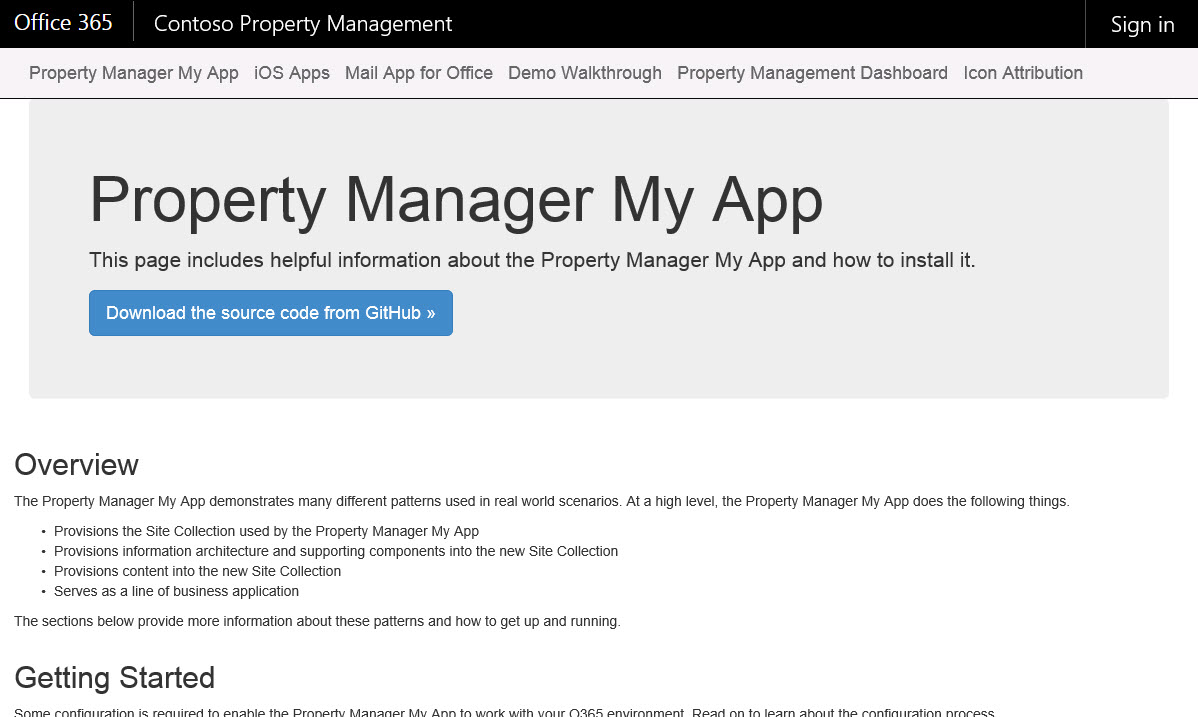 Office 365 Contoso Property Management Sign in
Property Manager My App iOS Apps Mail App for Office Demo Walkthrough Property Management Dashboard Icon Attribution
Property Manager My App
This page includes helpful information about the Property Manager My App and how to install it.
Download the source code from GitHub »
Overview
The Property Manager My App demonstrates many different patterns used in real world scenarios. At a high level, the Property Manager My App does the following things.
• Provisions the Site Collection used by the Property Manager My App
• Provisions information architecture and supporting components into the new Site Collection
• Provisions content into the new Site Collection
• Serves as a line of business application
The sections below provide more information about these patterns and how to get up and running.
Getting Started
Some configuration is required to enable the Property Manager My App to work with your O365 environment. Read on to learn about the configuration process.